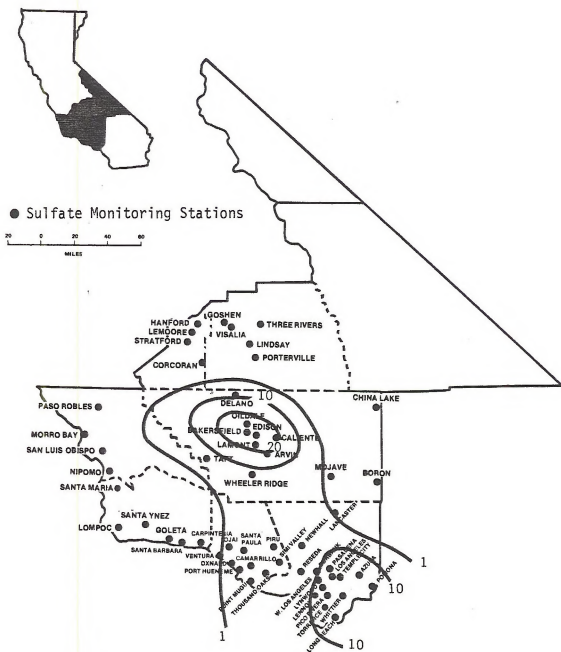 Sulfate Monitoring Stations
20 0 20 60
MILES
HANFORD
GOSHEN
LEMOORE
STRATFORD
VISALIA
THREE RIVERS
LINDSAY
PORTERVILLE
CORCORAN
10
DELANO
CHINA LAKE
PASO ROBLES
OILDALE
BAKERSFIELD
EDISON
CALIENTE
MORRO BAY
SAN LUIS OBISPO
LAMONT
20
ARVIN
TAFT
WHEELER RIDGE
MOJAVE
BORON
NIPOMO
SANTA MARIA
LANCASTER
LOMPOC
SANTA YNEZ
GOLETA
SANTA BARBARA
CARPINTERIA
VENTURA
OJAI
SANTA
PAULA
PIRU
SIMI VALLEY
NEWHALL
OXNARD
CAMARRILLO
PORT HUENEME
POINT MUGU
THOUSAND OAKS
RESEDA
W. LOS ANGELES
PASADENA
LOS ANGELES
TEMPLE CITY
AZUSA
POMONA
LYNWOOD
LENNOX
PICO RIVERA
TORRANCE
WHITTIER
LONG BEACH
1
10
1
10